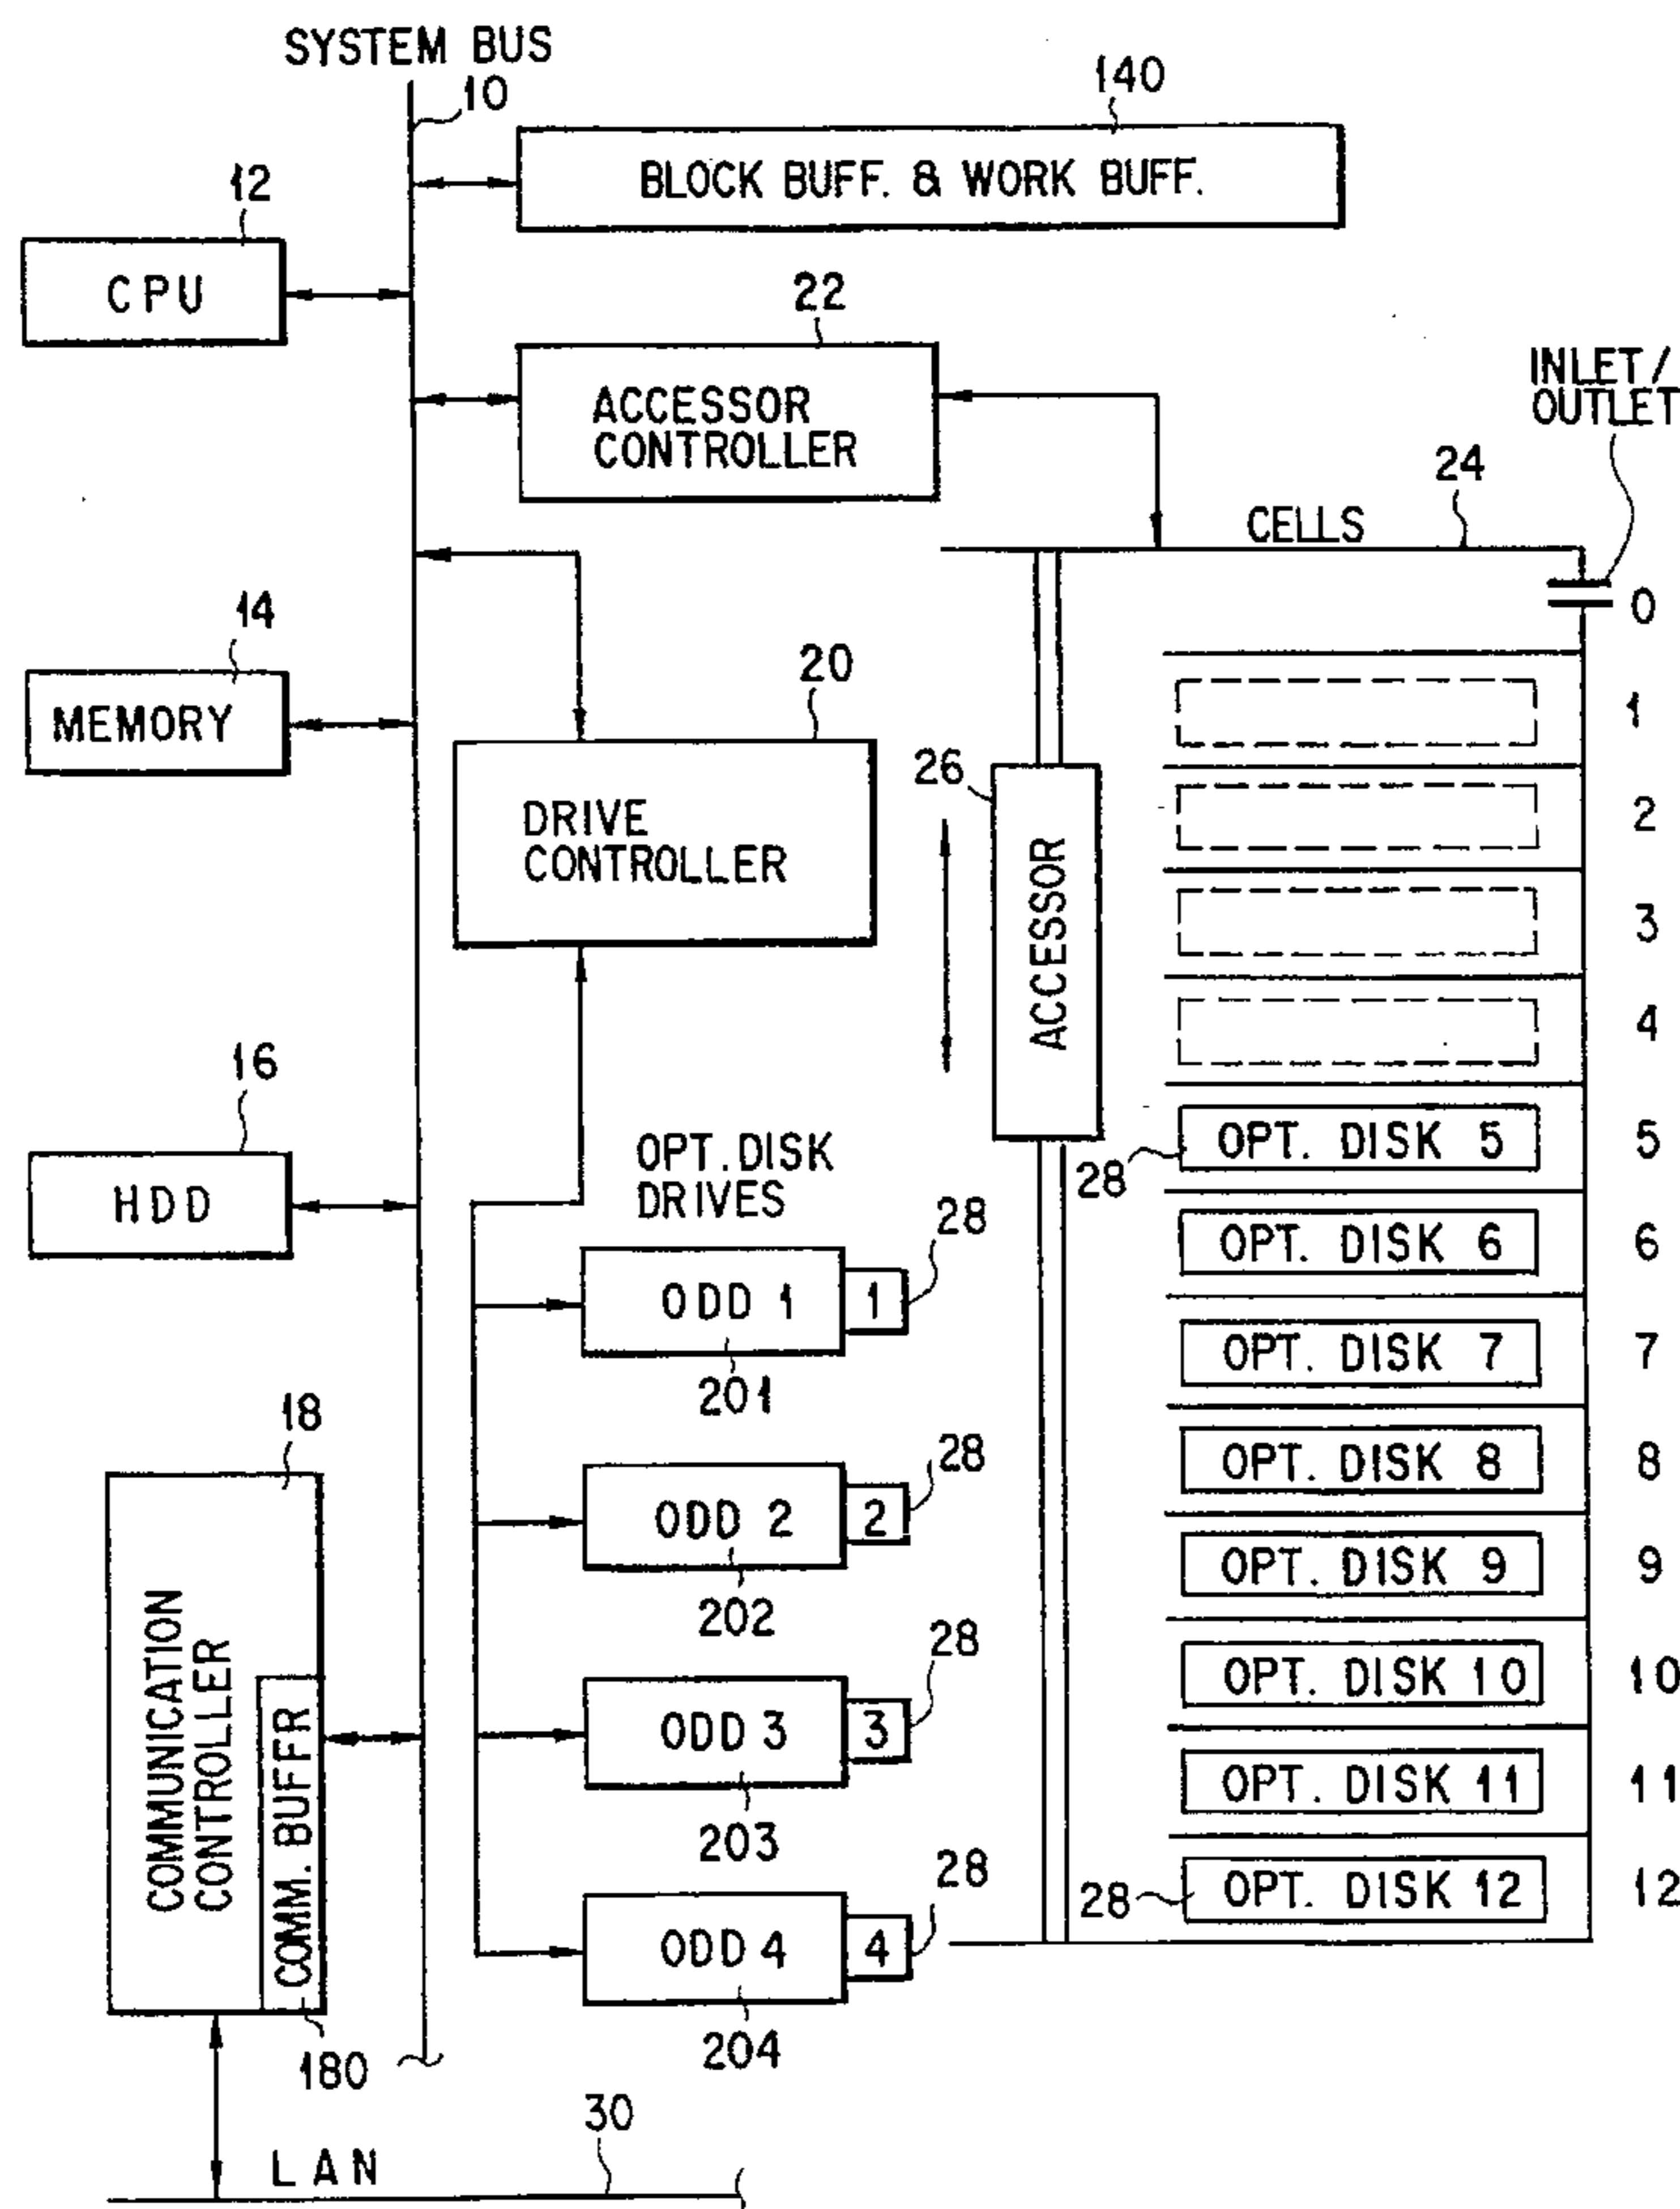 SYSTEM BUS
10
140
BLOCK BUFF. & WORK BUFF.
12
CPU
22
ACCESSOR
CONTROLLER
INLET/
OUTLET
24
CELLS
0
14
MEMORY
20
DRIVE
CONTROLLER
26
ACCESSOR
1
2
3
4
16
HDD
OPT. DISK
DRIVES
28
OPT. DISK 5
5
OPT. DISK 6
6
28
ODD 1
1
201
OPT. DISK 7
7
18
28
OPT. DISK 8
8
ODD 2
2
202
OPT. DISK 9
9
COMMUNICATION
CONTROLLER
COMM. BUFFR
180
28
ODD 3
3
203
OPT. DISK 10
10
OPT. DISK 11
11
28
ODD 4
4
204
28
OPT. DISK 12
12
LAN
30